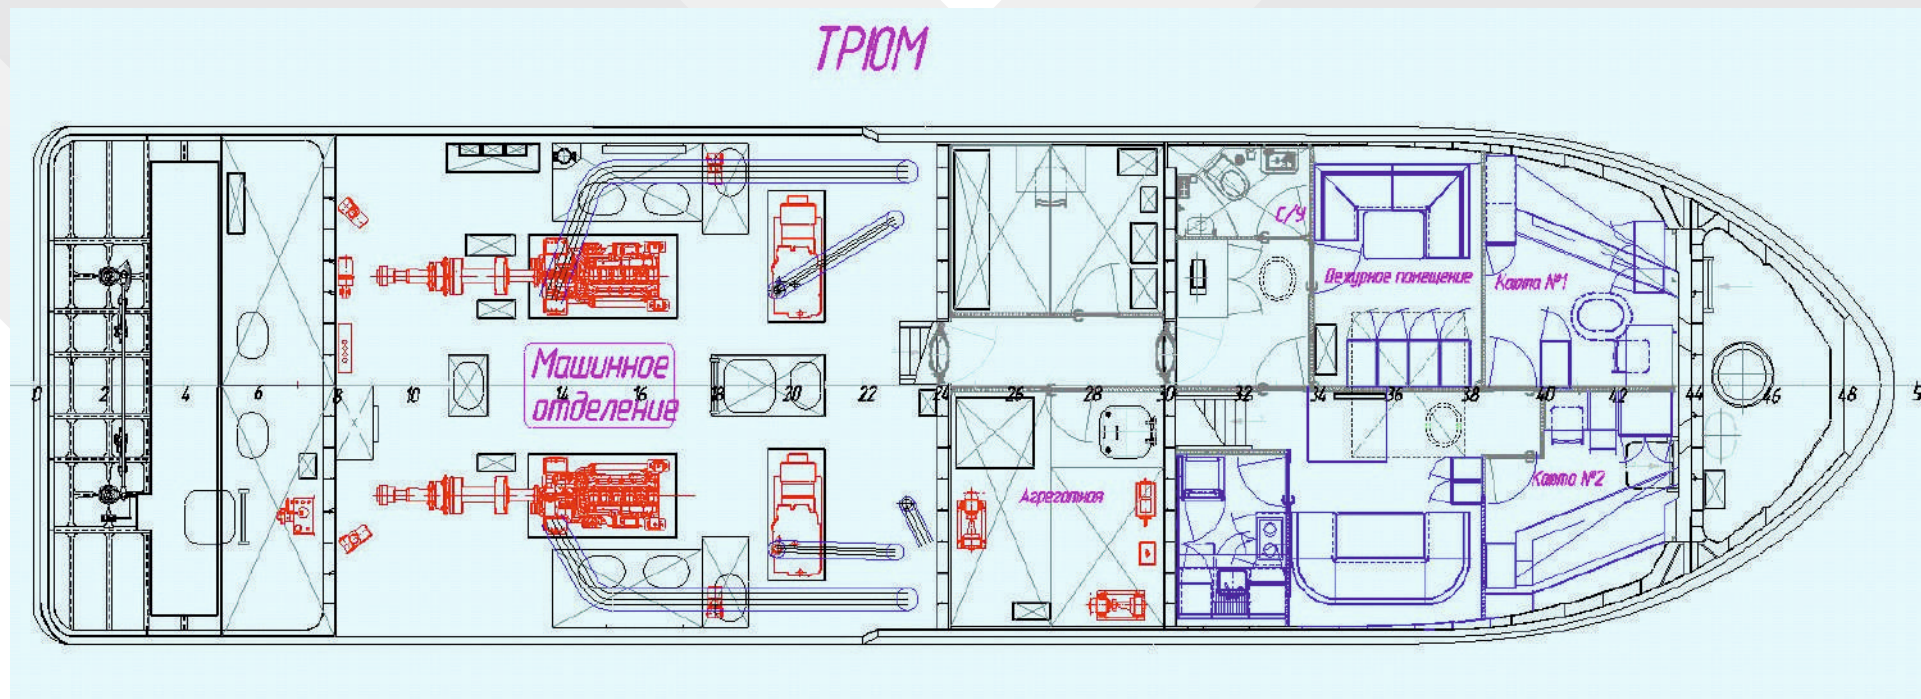 ТРЮМ
С/У
Дежурное помещение
Каюта №1
Машинное
отделение
0 2 4 6 8 10 14 16 18 20 22 24 26 28 30 32 34 36 38 40 42 44 46 48
Каюта №2
Агрегатная